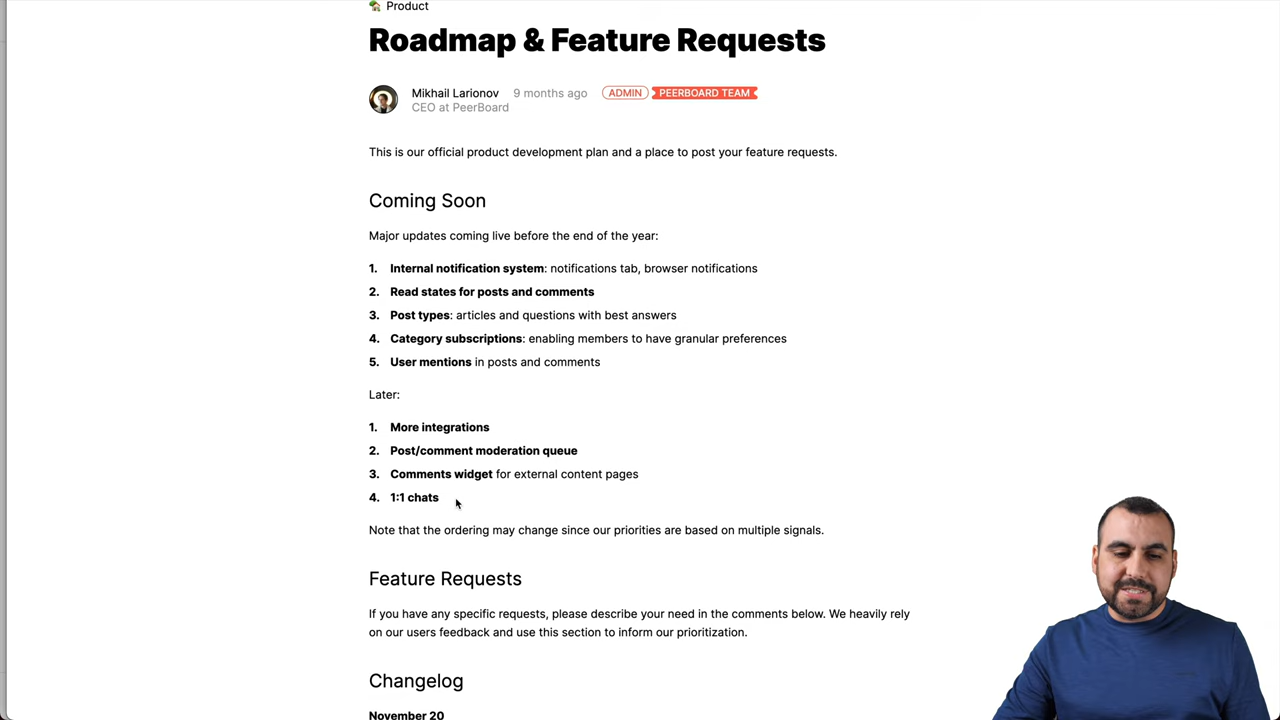 Product
Roadmap & Feature Requests
Mikhail Larionov 9 months ago ADMIN PEERBOARD TEAM
CEO at PeerBoard
This is our official product development plan and a place to post your feature requests.
Coming Soon
Major updates coming live before the end of the year:
1. Internal notification system: notifications tab, browser notifications
2. Read states for posts and comments
3. Post types: articles and questions with best answers
4. Category subscriptions: enabling members to have granular preferences
5. User mentions in posts and comments
Later:
1. More integrations
2. Post/comment moderation queue
3. Comments widget for external content pages
4. 1:1 chats
Note that the ordering may change since our priorities are based on multiple signals.
Feature Requests
If you have any specific requests, please describe your need in the comments below. We heavily rely
on our users feedback and use this section to inform our prioritization.
Changelog
November 20